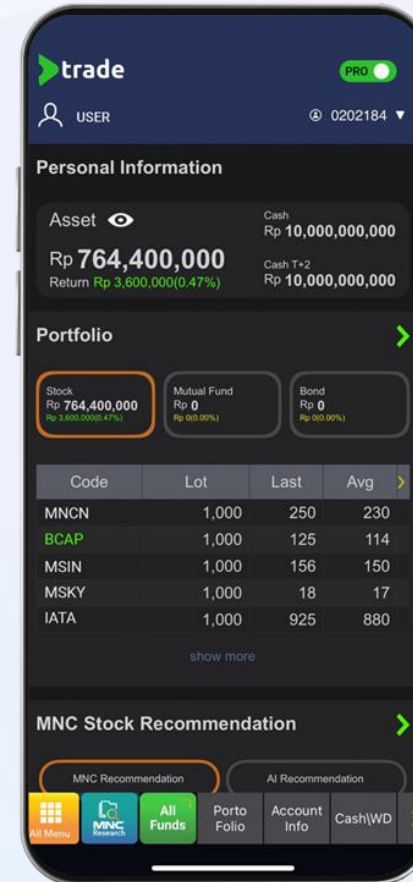 trade
PRO
USER
0202184 ▼
Personal Information
Asset
Rp 764,400,000
Return Rp 3,600,000(0.47%)
Cash
Rp 10,000,000,000
Cash T+2
Rp 10,000,000,000
Portfolio
Stock
Rp 764,400,000
Rp 3,600,000(0.47%)
Mutual Fund
Rp 0
Rp 0(0.00%)
Bond
Rp 0
Rp 0(0.00%)
Code Lot Last Avg
MNCN 1,000 250 230
BCAP 1,000 125 114
MSIN 1,000 156 150
MSKY 1,000 18 17
IATA 1,000 925 880
show more
MNC Stock Recommendation
MNC Recommendation
AI Recommendation
All Menu
MNC
Research
All
Funds
Porto
Folio
Account
Info
Cash\WD